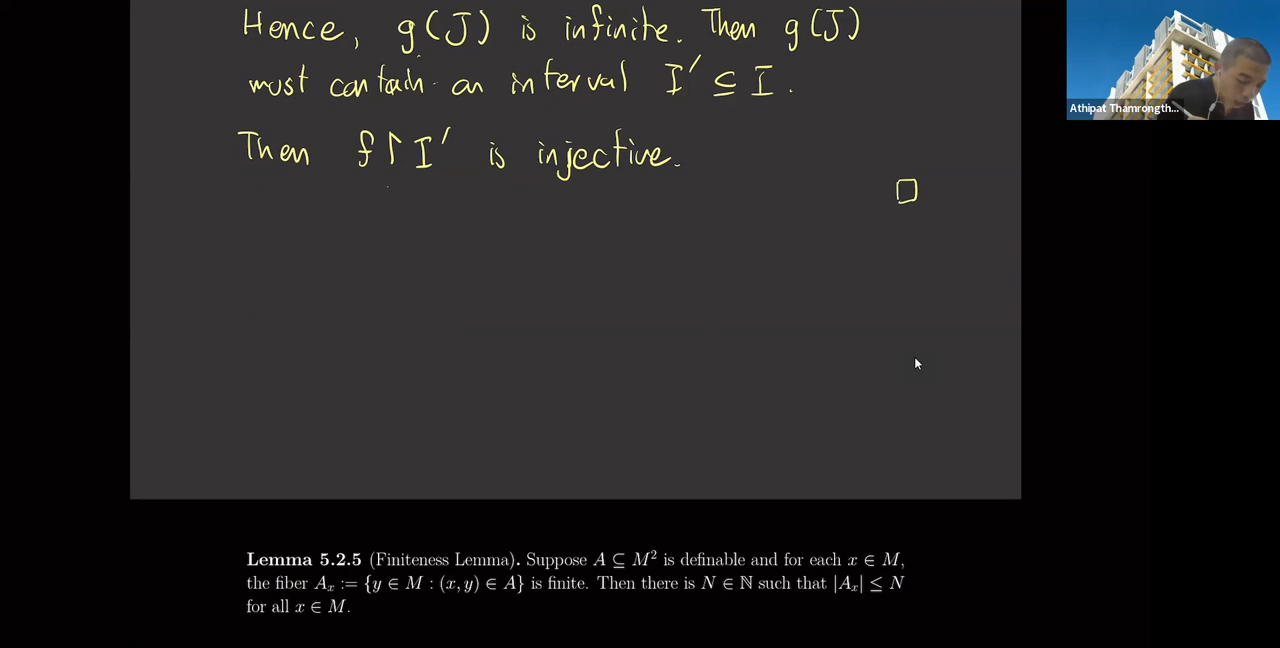 Hence, g(J) is infinite. Then g(J)
must contain an interval I′ ⊆ I.
Then f↾I′ is injective.
□
Athipat Thamrongth...
Lemma 5.2.5 (Finiteness Lemma). Suppose A ⊆ M² is definable and for each x ∈ M,
the fiber Aₓ := {y ∈ M : (x, y) ∈ A} is finite. Then there is N ∈ ℕ such that |Aₓ| ≤ N
for all x ∈ M.